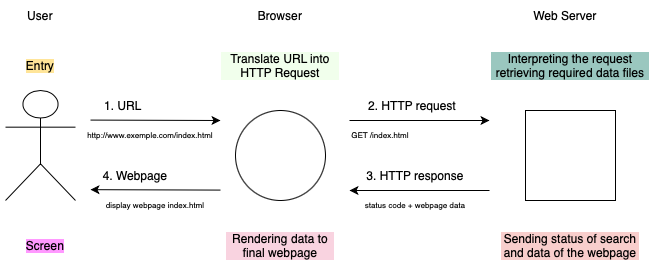 User
Browser
Web Server
Entry
Translate URL into
HTTP Request
Interpreting the request
retrieving required data files
1. URL
http://www.exemple.com/index.html
2. HTTP request
GET /index.html
4. Webpage
display webpage index.html
3. HTTP response
status code + webpage data
Screen
Rendering data to
final webpage
Sending status of search
and data of the webpage